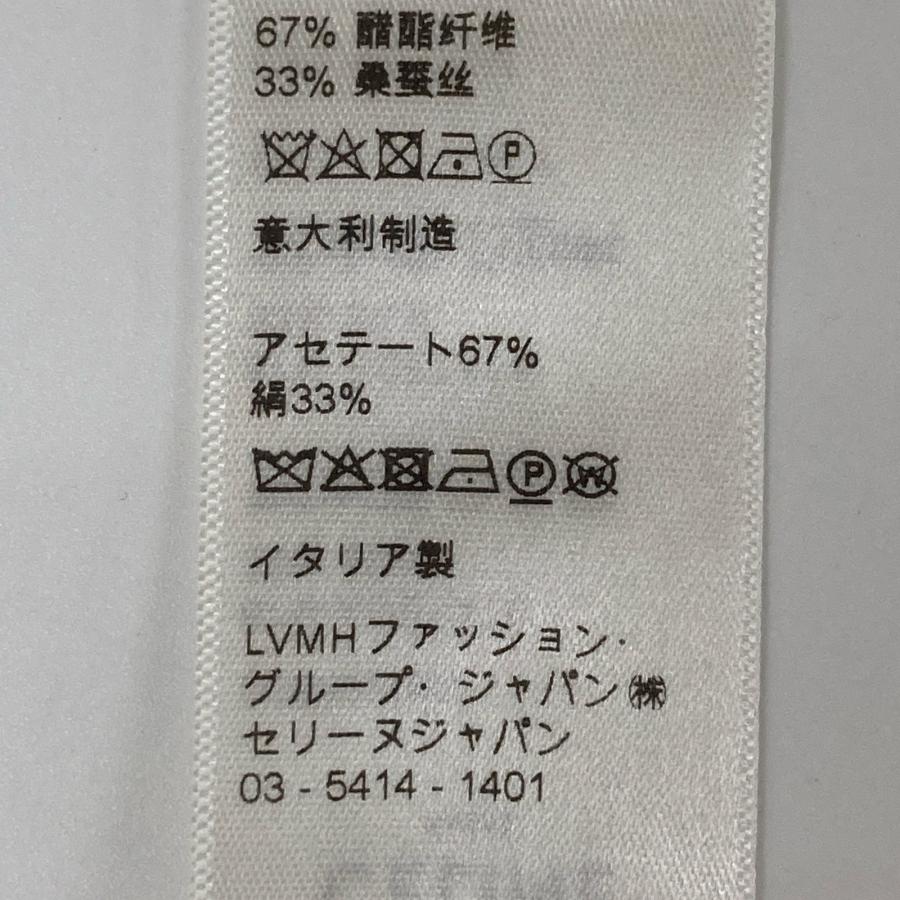 67% 醋酯纤维
33% 桑蚕丝
P
意大利制造
アセテート67%
絹33%
P W
イタリア製
LVMHファッション・
グループ・ジャパン㈱
セリーヌジャパン
03 - 5414 - 1401